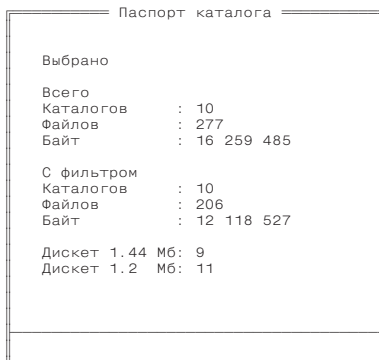 Паспорт каталога
Выбрано
Всего
Каталогов : 10
Файлов : 277
Байт : 16 259 485
С фильтром
Каталогов : 10
Файлов : 206
Байт : 12 118 527
Дискет 1.44 Мб: 9
Дискет 1.2 Мб: 11